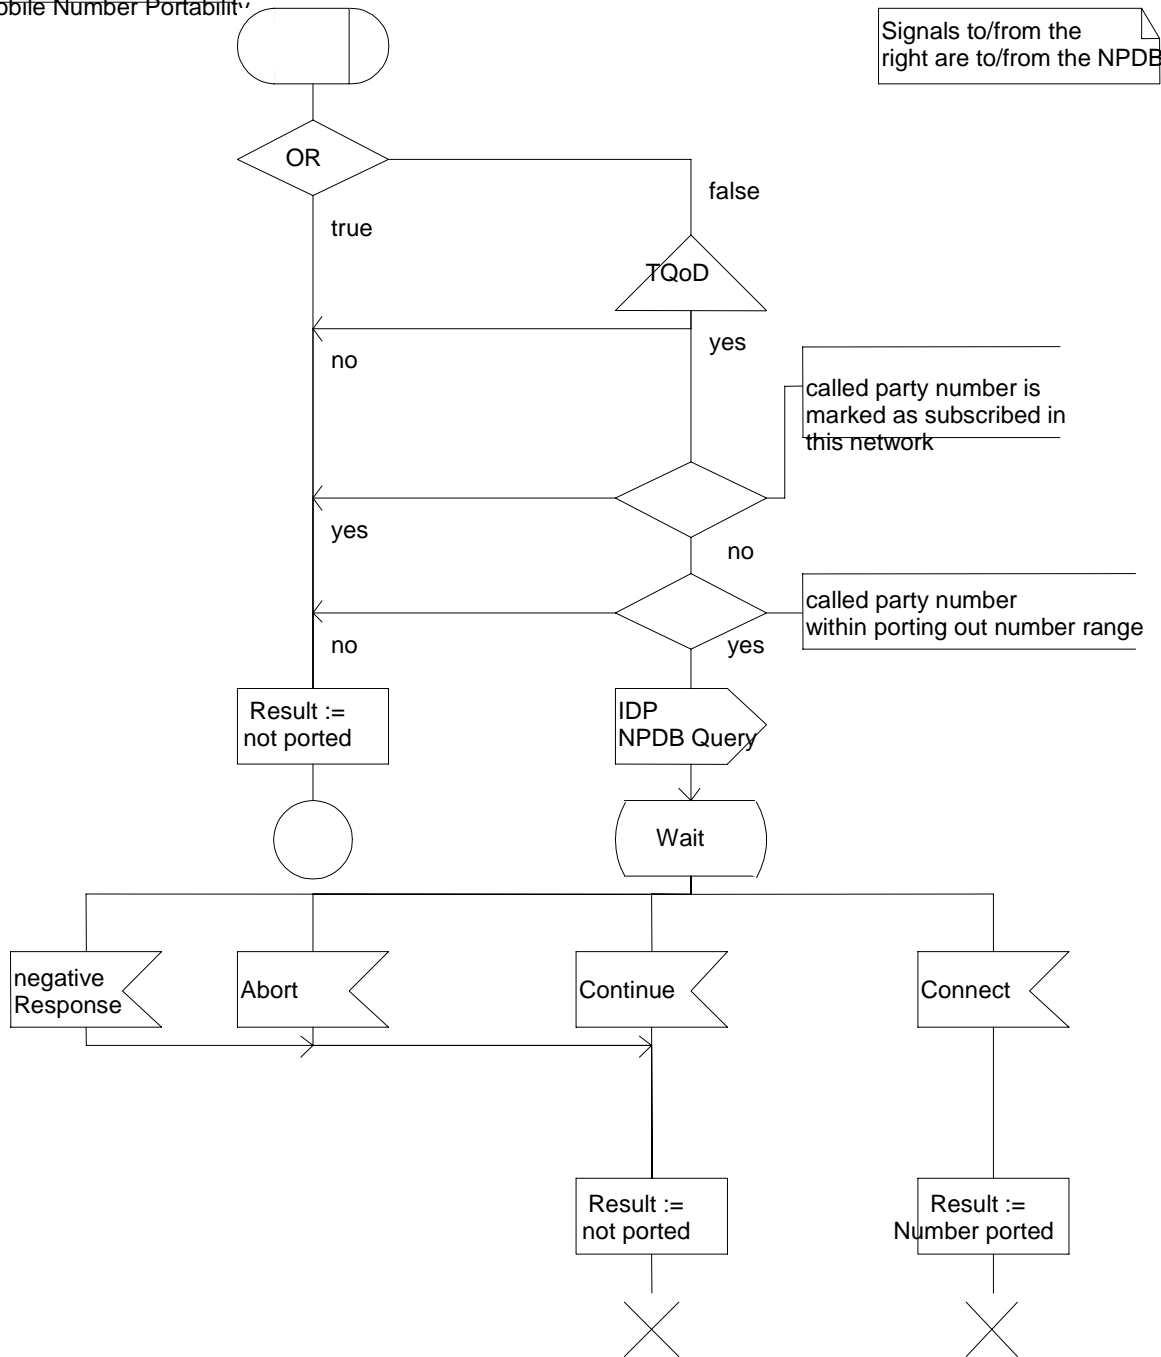 obile Number Portability
Signals to/from the
right are to/from the NPDB
OR
false
true
TQoD
yes
no
called party number is
marked as subscribed in
this network
yes
no
called party number
within porting out number range
no
yes
Result :=
not ported
IDP
NPDB Query
Wait
negative
Response
Abort
Continue
Connect
Result :=
not ported
Result :=
Number ported